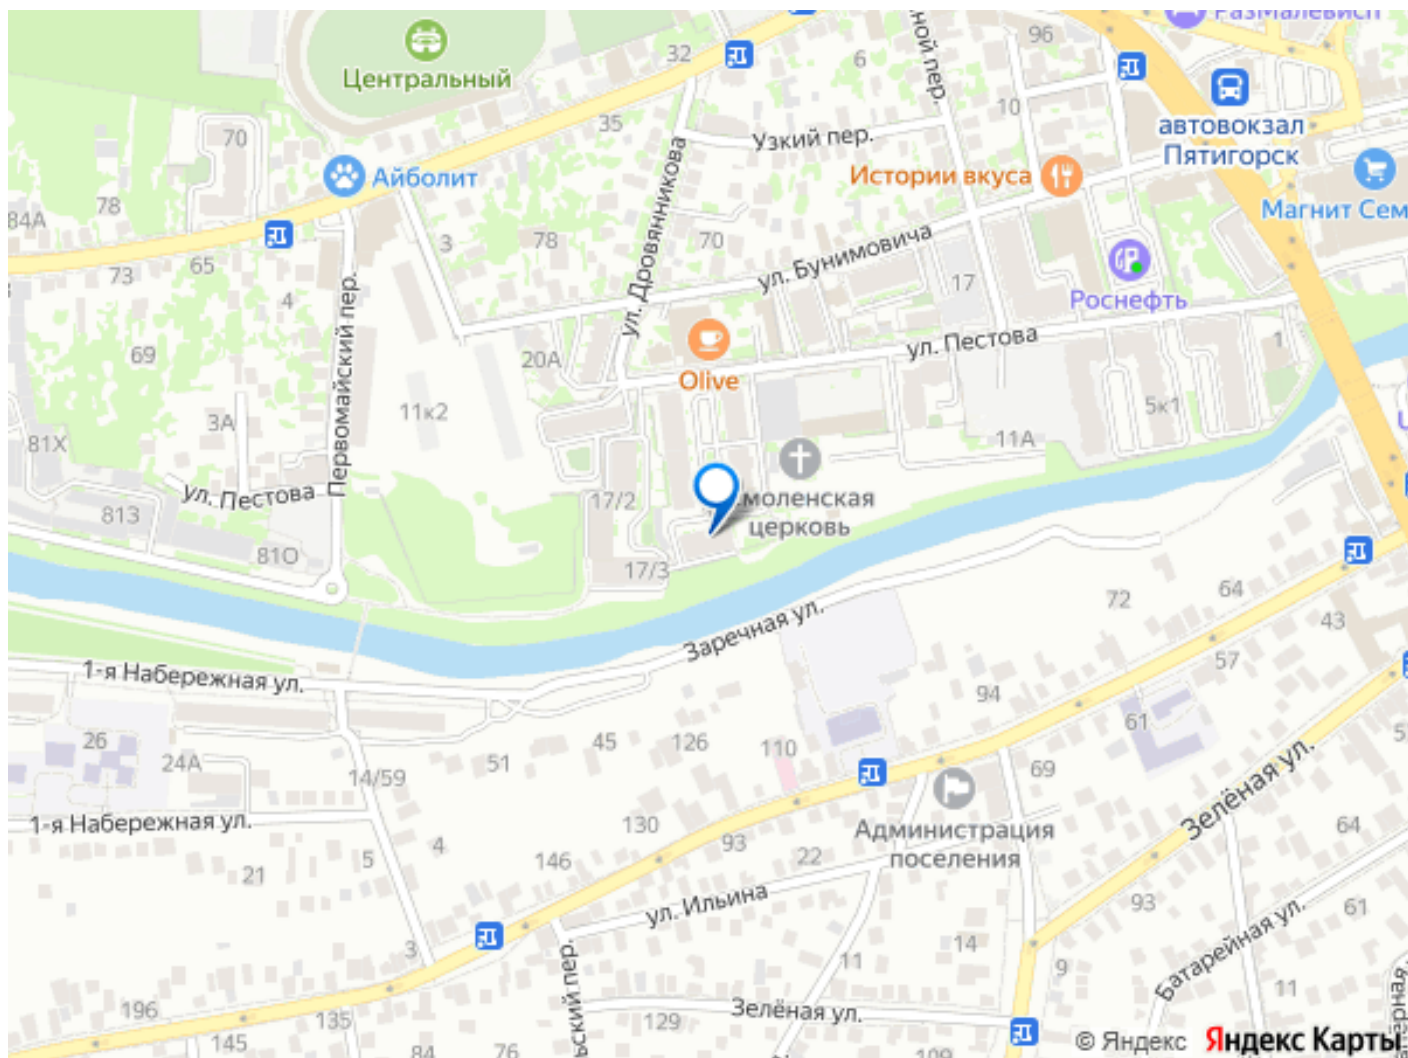 РазМалевисп
Центральный
32
6
96
ной пер.
автовокзал
Пятигорск
10
35
Узкий пер.
70
Айболит
Истории вкуса
Магнит Сем
84А
78
3
78
ул. Дровянникова
70
ул. Бунимовича
17
Роснефть
73
65
4
Первомайский пер.
69
20А
Olive
ул. Пестова
1
3А
11к2
5к1
81Х
11А
ул. Пестова
17/2
моленская
церковь
813
81О
17/3
Заречная ул.
72
64
43
1-я Набережная ул.
57
94
26
24А
51
45
126
110
61
14/59
69
Зелёная ул.
1-я Набережная ул.
130
93
22
Администрация
поселения
64
5
4
146
21
ул. Ильина
93
61
Батарейная ул.
3
14
11
9
11
196
145
135
84
76
ьский пер.
129
Зелёная ул.
109
© Яндекс Яндекс Карты